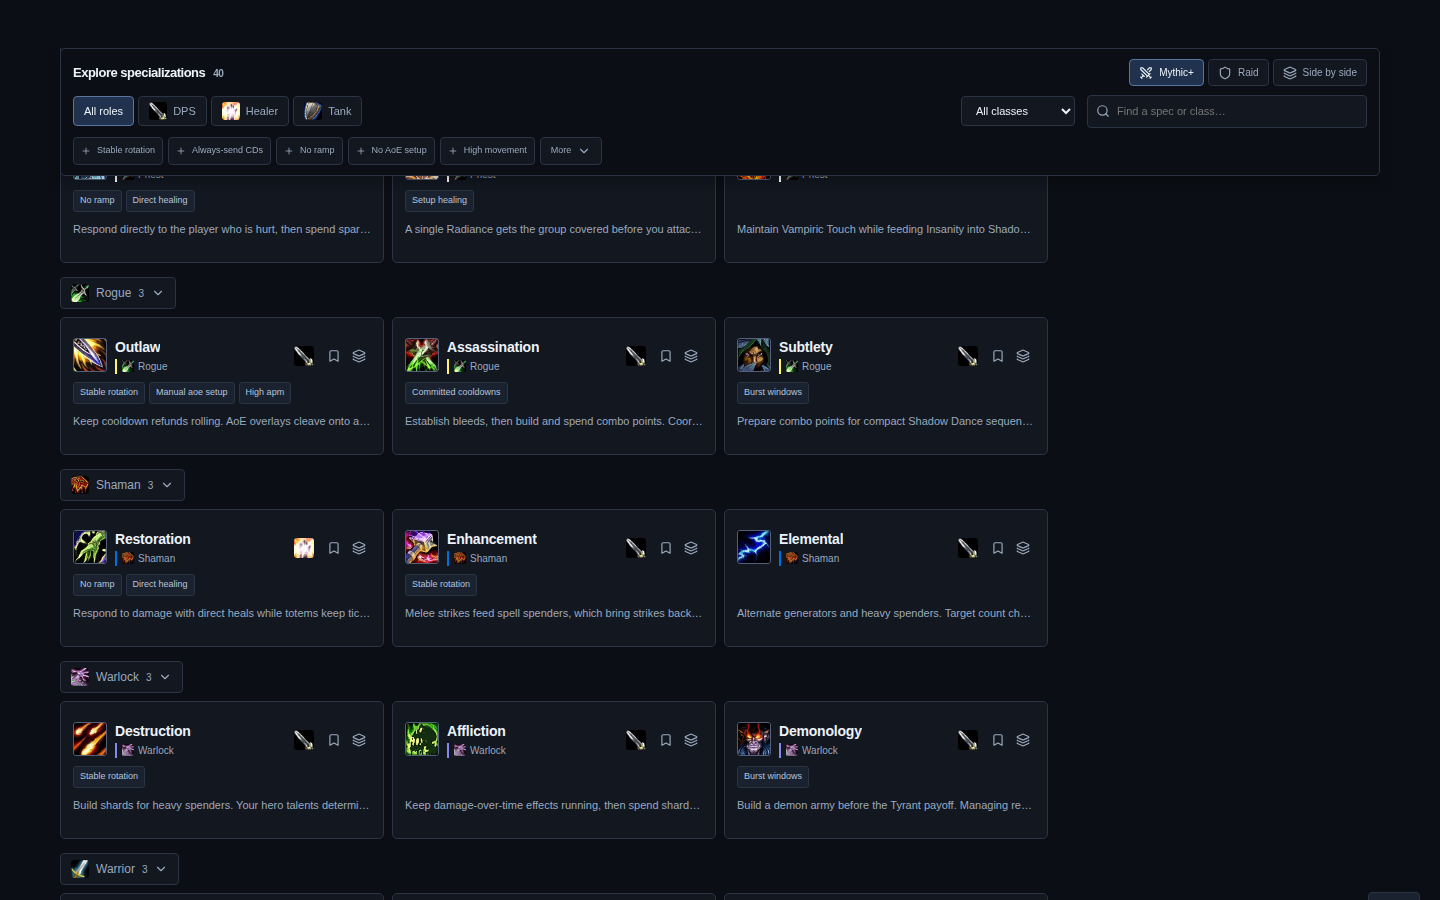 Explore specializations 40
Mythic+ Raid Side by side
All roles DPS Healer Tank All classes Find a spec or class…
Stable rotation Always-send CDs No ramp No AoE setup High movement More
No ramp Direct healing Setup healing
Respond directly to the player who is hurt, then spend spar… A single Radiance gets the group covered before you attac… Maintain Vampiric Touch while feeding Insanity into Shado…
Rogue 3
Outlaw Assassination Subtlety
Rogue Rogue Rogue
Stable rotation Manual aoe setup High apm Committed cooldowns Burst windows
Keep cooldown refunds rolling. AoE overlays cleave onto a… Establish bleeds, then build and spend combo points. Coor… Prepare combo points for compact Shadow Dance sequen…
Shaman 3
Restoration Enhancement Elemental
Shaman Shaman Shaman
No ramp Direct healing Stable rotation
Respond to damage with direct heals while totems keep tic… Melee strikes feed spell spenders, which bring strikes back… Alternate generators and heavy spenders. Target count ch…
Warlock 3
Destruction Affliction Demonology
Warlock Warlock Warlock
Stable rotation Burst windows
Build shards for heavy spenders. Your hero talents determi… Keep damage-over-time effects running, then spend shard… Build a demon army before the Tyrant payoff. Managing re…
Warrior 3